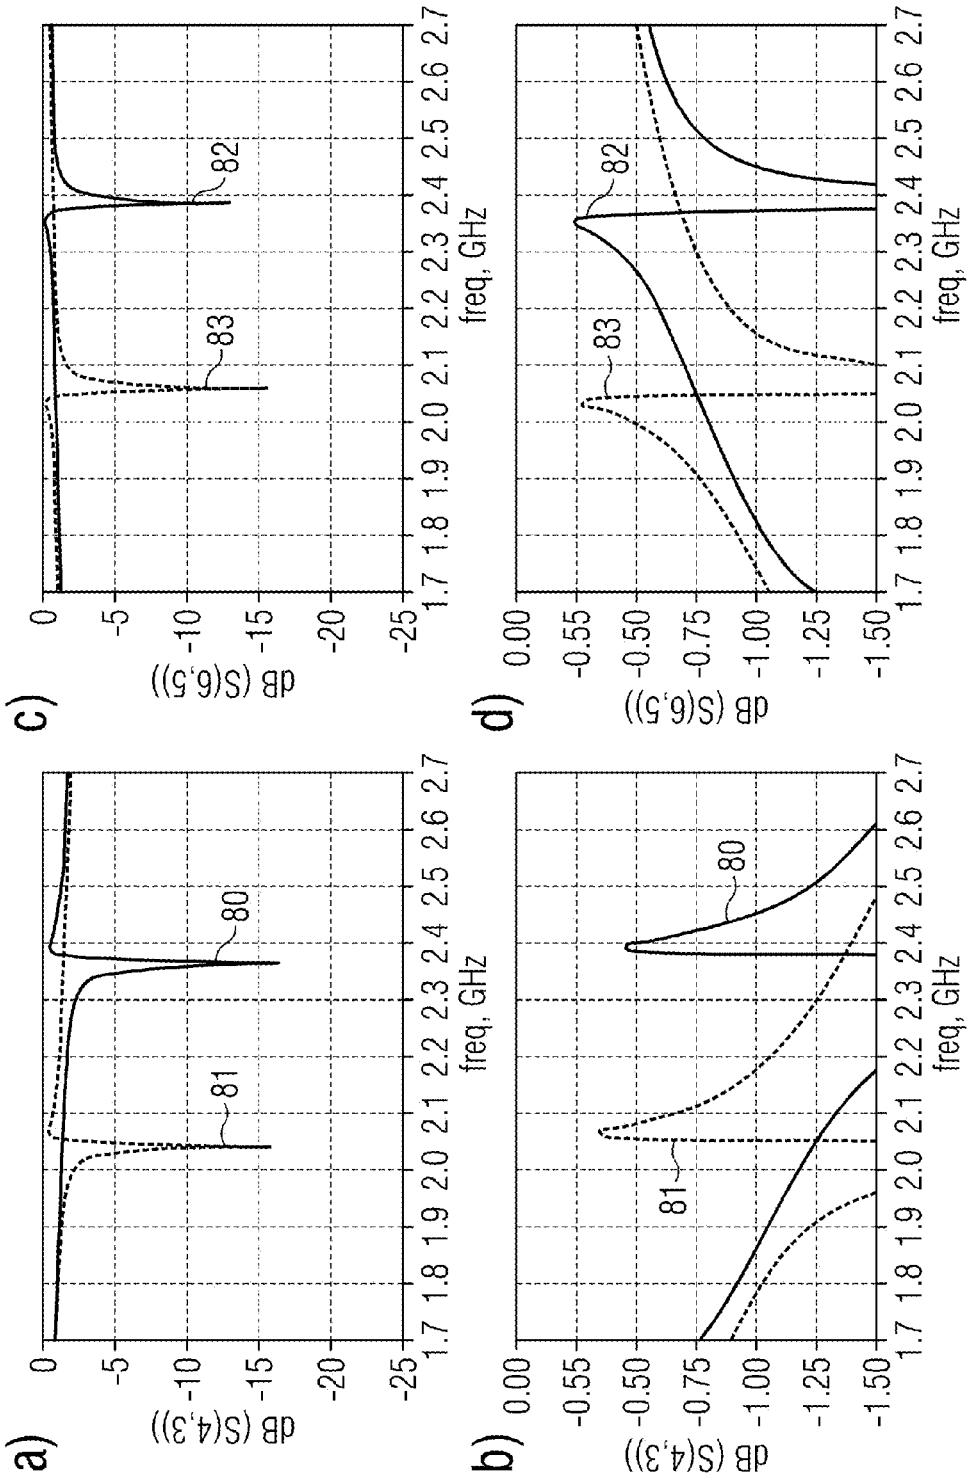 a)
dB (S(4,3))
0
-5
-10
-15
-20
-25
81
80
1.7 1.8 1.9 2.0 2.1 2.2 2.3 2.4 2.5 2.6 2.7
freq, GHz
b)
dB (S(4,3))
0.00
-0.55
-0.50
-0.75
-1.00
-1.25
-1.50
81
80
1.7 1.8 1.9 2.0 2.1 2.2 2.3 2.4 2.5 2.6 2.7
freq, GHz
c)
dB (S(6,5))
0
-5
-10
-15
-20
-25
83
82
1.7 1.8 1.9 2.0 2.1 2.2 2.3 2.4 2.5 2.6 2.7
freq, GHz
d)
dB (S(6,5))
0.00
-0.55
-0.50
-0.75
-1.00
-1.25
-1.50
83
82
1.7 1.8 1.9 2.0 2.1 2.2 2.3 2.4 2.5 2.6 2.7
freq, GHz